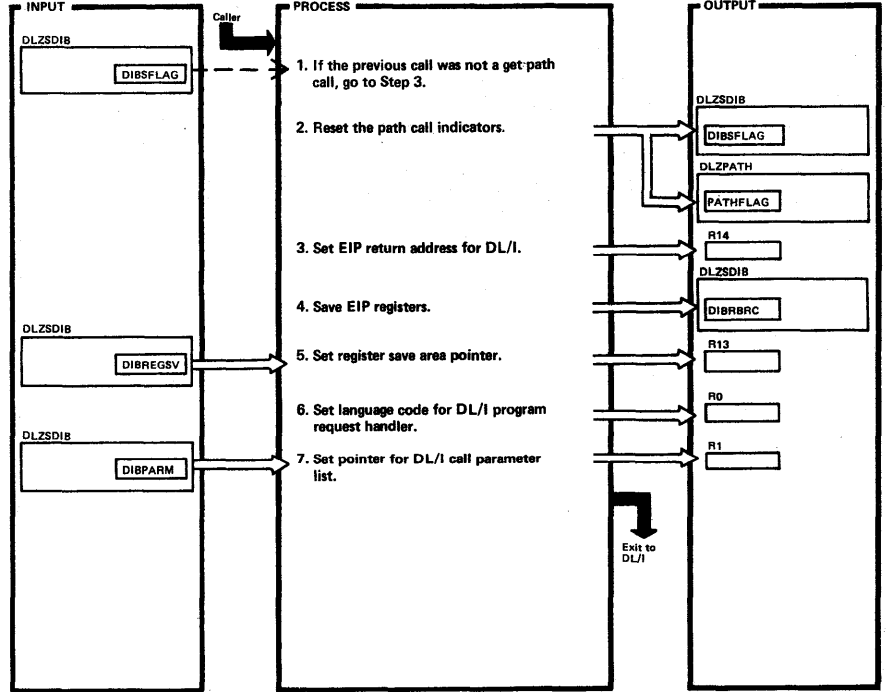 INPUT
PROCESS
OUTPUT
Caller
DLZSDIB
DIBSFLAG
1. If the previous call was not a get path
call, go to Step 3.
2. Reset the path call indicators.
DLZSDIB
DIBSFLAG
DLZPATH
PATHFLAG
3. Set EIP return address for DL/I.
R14
DLZSDIB
4. Save EIP registers.
DIBRBRC
DLZSDIB
DIBREGSV
5. Set register save area pointer.
R13
6. Set language code for DL/I program
request handler.
R0
DLZSDIB
DIBPARM
7. Set pointer for DL/I call parameter
list.
R1
Exit to
DL/I